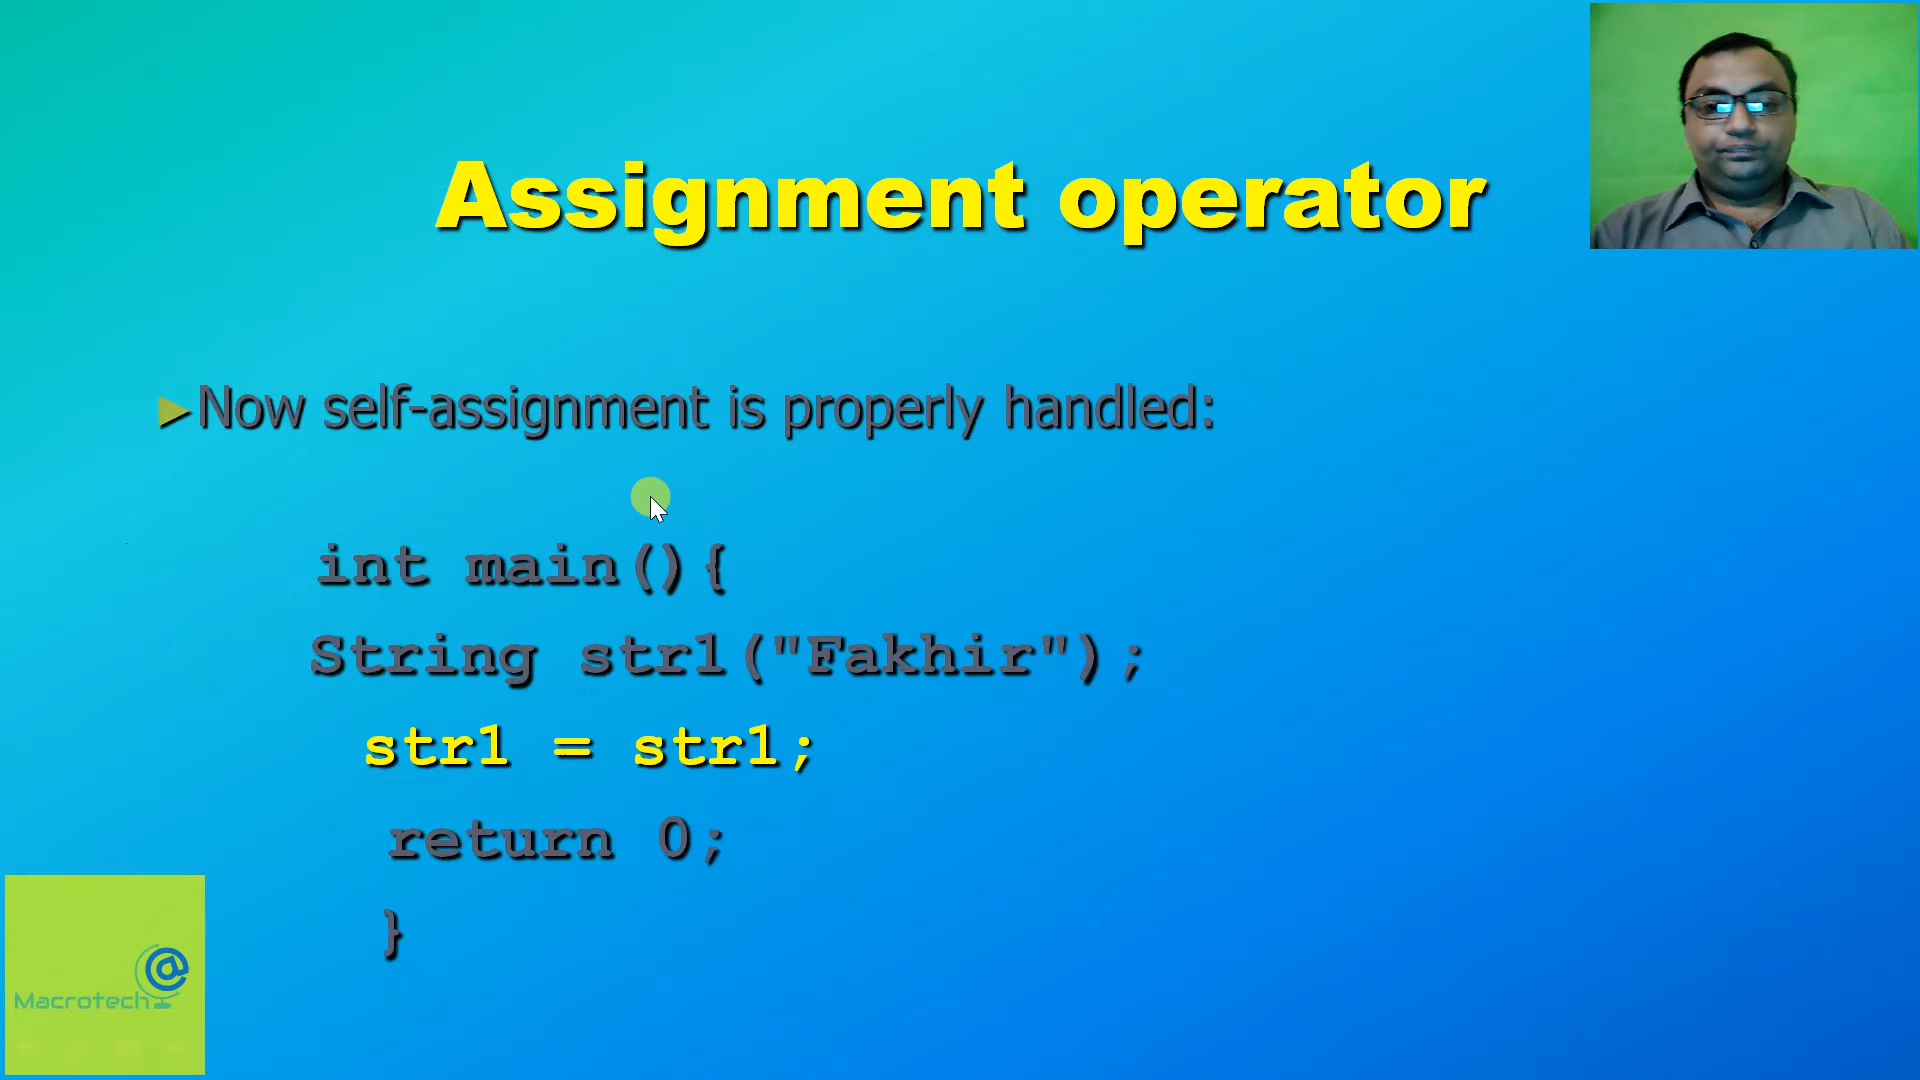 Assignment operator
►Now self-assignment is properly handled:
int main(){
String str1("Fakhir");
str1 = str1;
return 0;
}
Macrotech